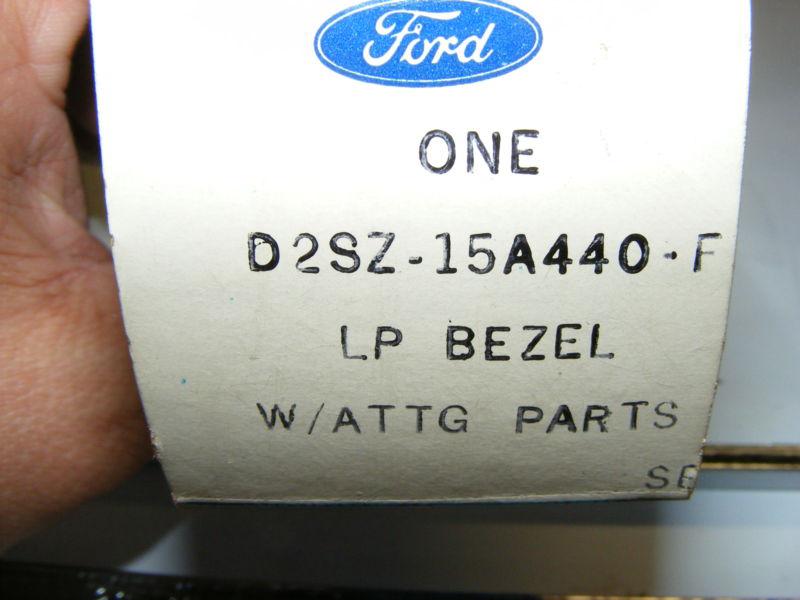 Ford
ONE
D2SZ-15A440-F
LP BEZEL
W/ATTG PARTS